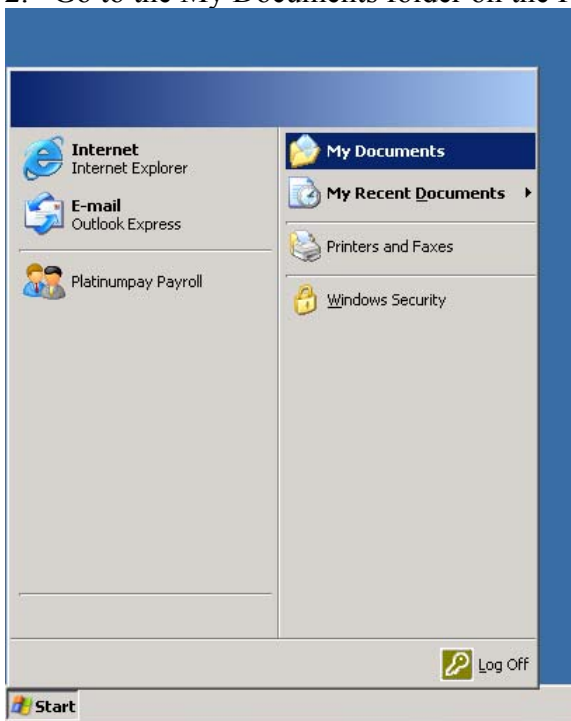 2. Go to the My Documents folder on the
Internet
Internet Explorer
E-mail
Outlook Express
Platinumpay Payroll
My Documents
My Recent Documents
Printers and Faxes
Windows Security
Log Off
Start